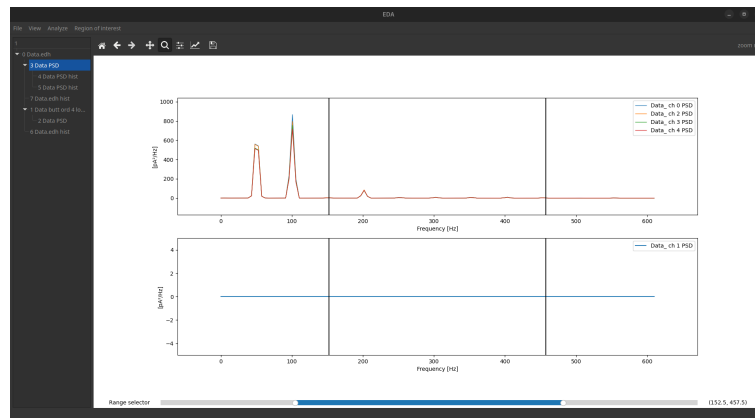 EDA
File View Analyze Region of Interest
1
zoom
0 Data.edh
3 Data PSD
4 Data PSD hist
5 Data PSD hist
7 Data.edh hist
1 Data butt ord 4 lo...
2 Data PSD
6 Data.edh hist
1000
800
600
400
200
0
[pA²/Hz]
Data_ ch 0 PSD
Data_ ch 2 PSD
Data_ ch 3 PSD
Data_ ch 4 PSD
0 100 200 300 400 500 600
Frequency [Hz]
4
2
0
−2
−4
[pA²/Hz]
Data_ ch 1 PSD
0 100 200 300 400 500 600
Frequency [Hz]
Range selector
(152.5, 457.5)